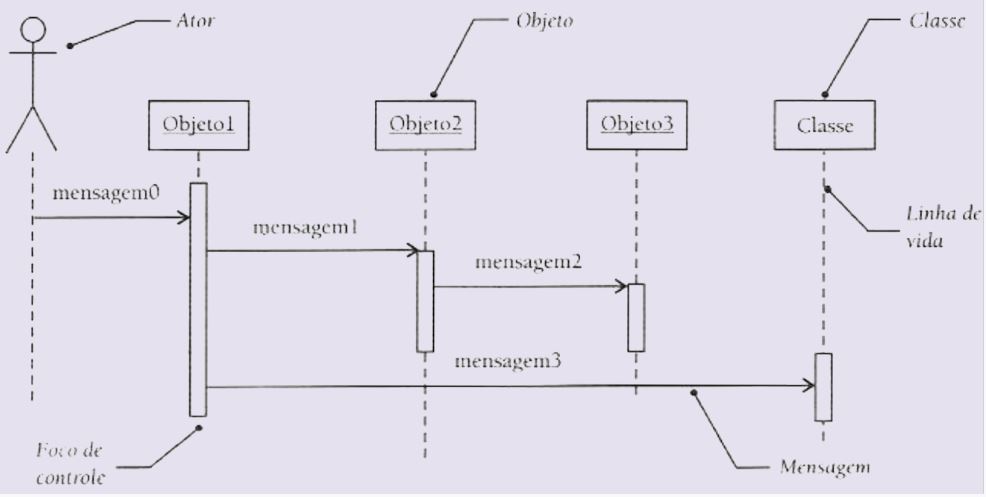 Ator
Objeto
Classe
Objeto1
Objeto2
Objeto3
Classe
mensagem0
mensagem1
mensagem2
Linha de
vida
mensagem3
Foco de
controle
Mensagem